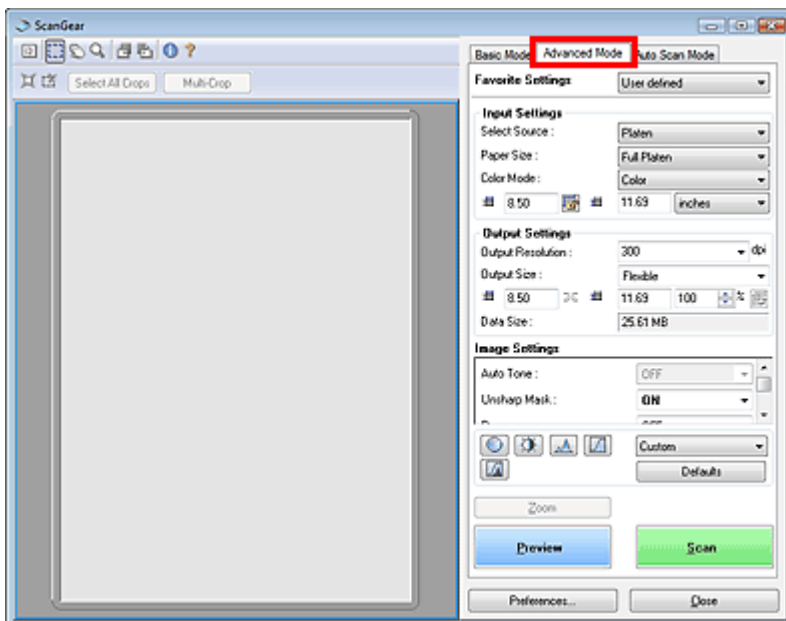 ScanGear
Basic Mode Advanced Mode Auto Scan Mode
Select All Crops Multi-Crop
Favorite Settings User defined
Input Settings
Select Source : Platen
Paper Size : Full Platen
Color Mode : Color
8.50 11.69 inches
Output Settings
Output Resolution : 300 dpi
Output Size : Flexible
8.50 11.69 100 %
Data Size : 25.61 MB
Image Settings
Auto Tone : OFF
Unsharp Mask : ON
Custom
Defaults
Zoom
Preview Scan
Preferences... Close